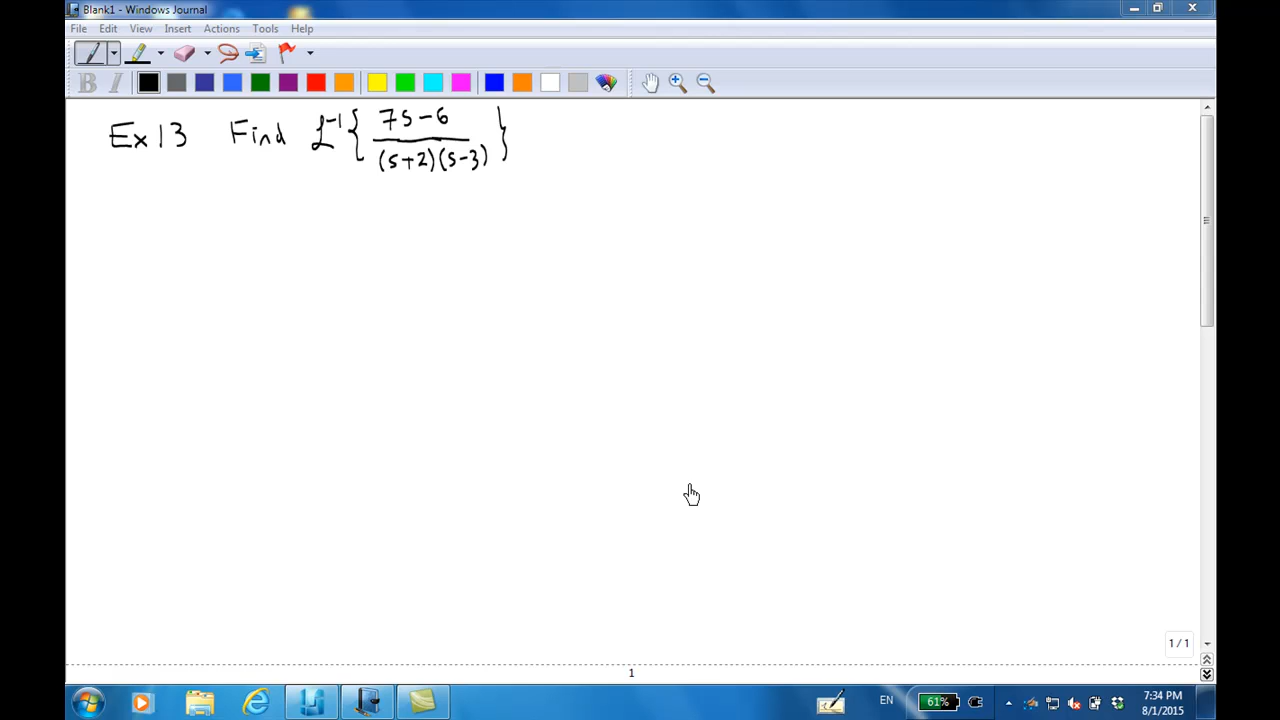 Blank1 - Windows Journal
File Edit View Insert Actions Tools Help
B I
Ex 13 Find ℒ⁻¹{ (7s-6) / ((s+2)(s-3)) }
1 / 1
1
EN 61% 7:34 PM
8/1/2015